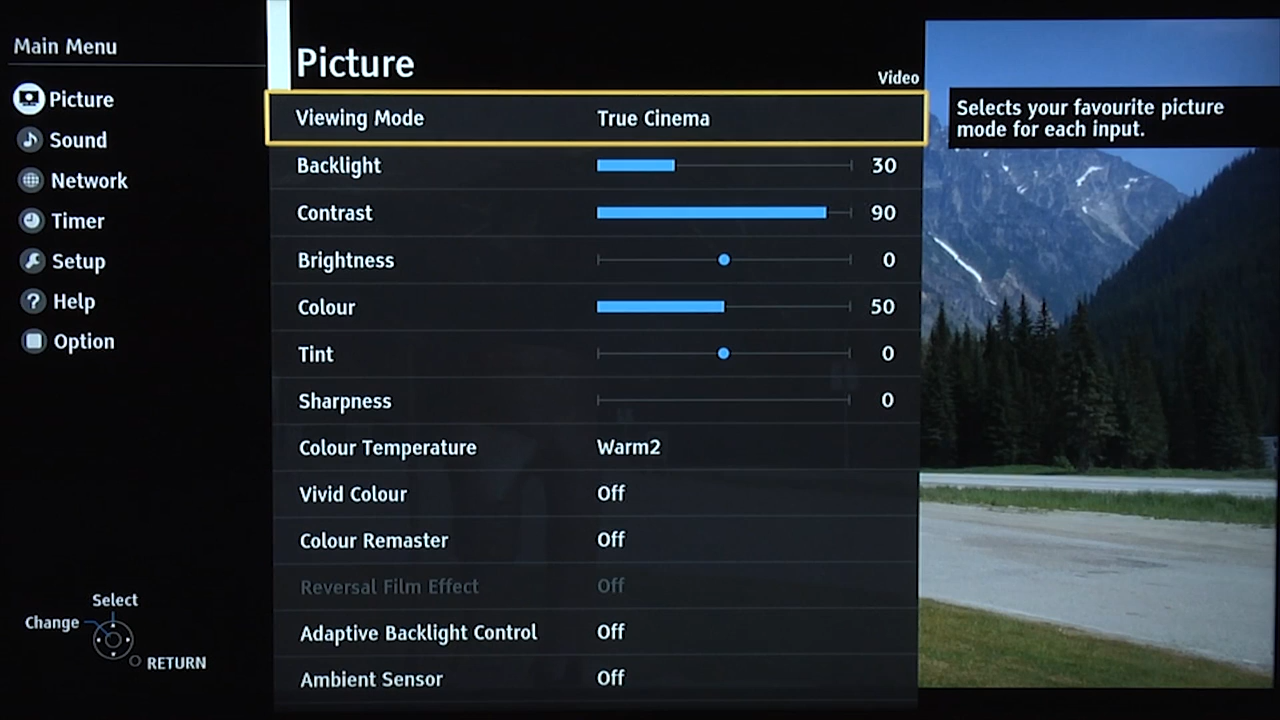 Main Menu
Picture
Sound
Network
Timer
Setup
Help
Option
Select
Change
RETURN
Picture
Video
Viewing Mode True Cinema
Backlight 30
Contrast 90
Brightness 0
Colour 50
Tint 0
Sharpness 0
Colour Temperature Warm2
Vivid Colour Off
Colour Remaster Off
Reversal Film Effect Off
Adaptive Backlight Control Off
Ambient Sensor Off
Selects your favourite picture
mode for each input.